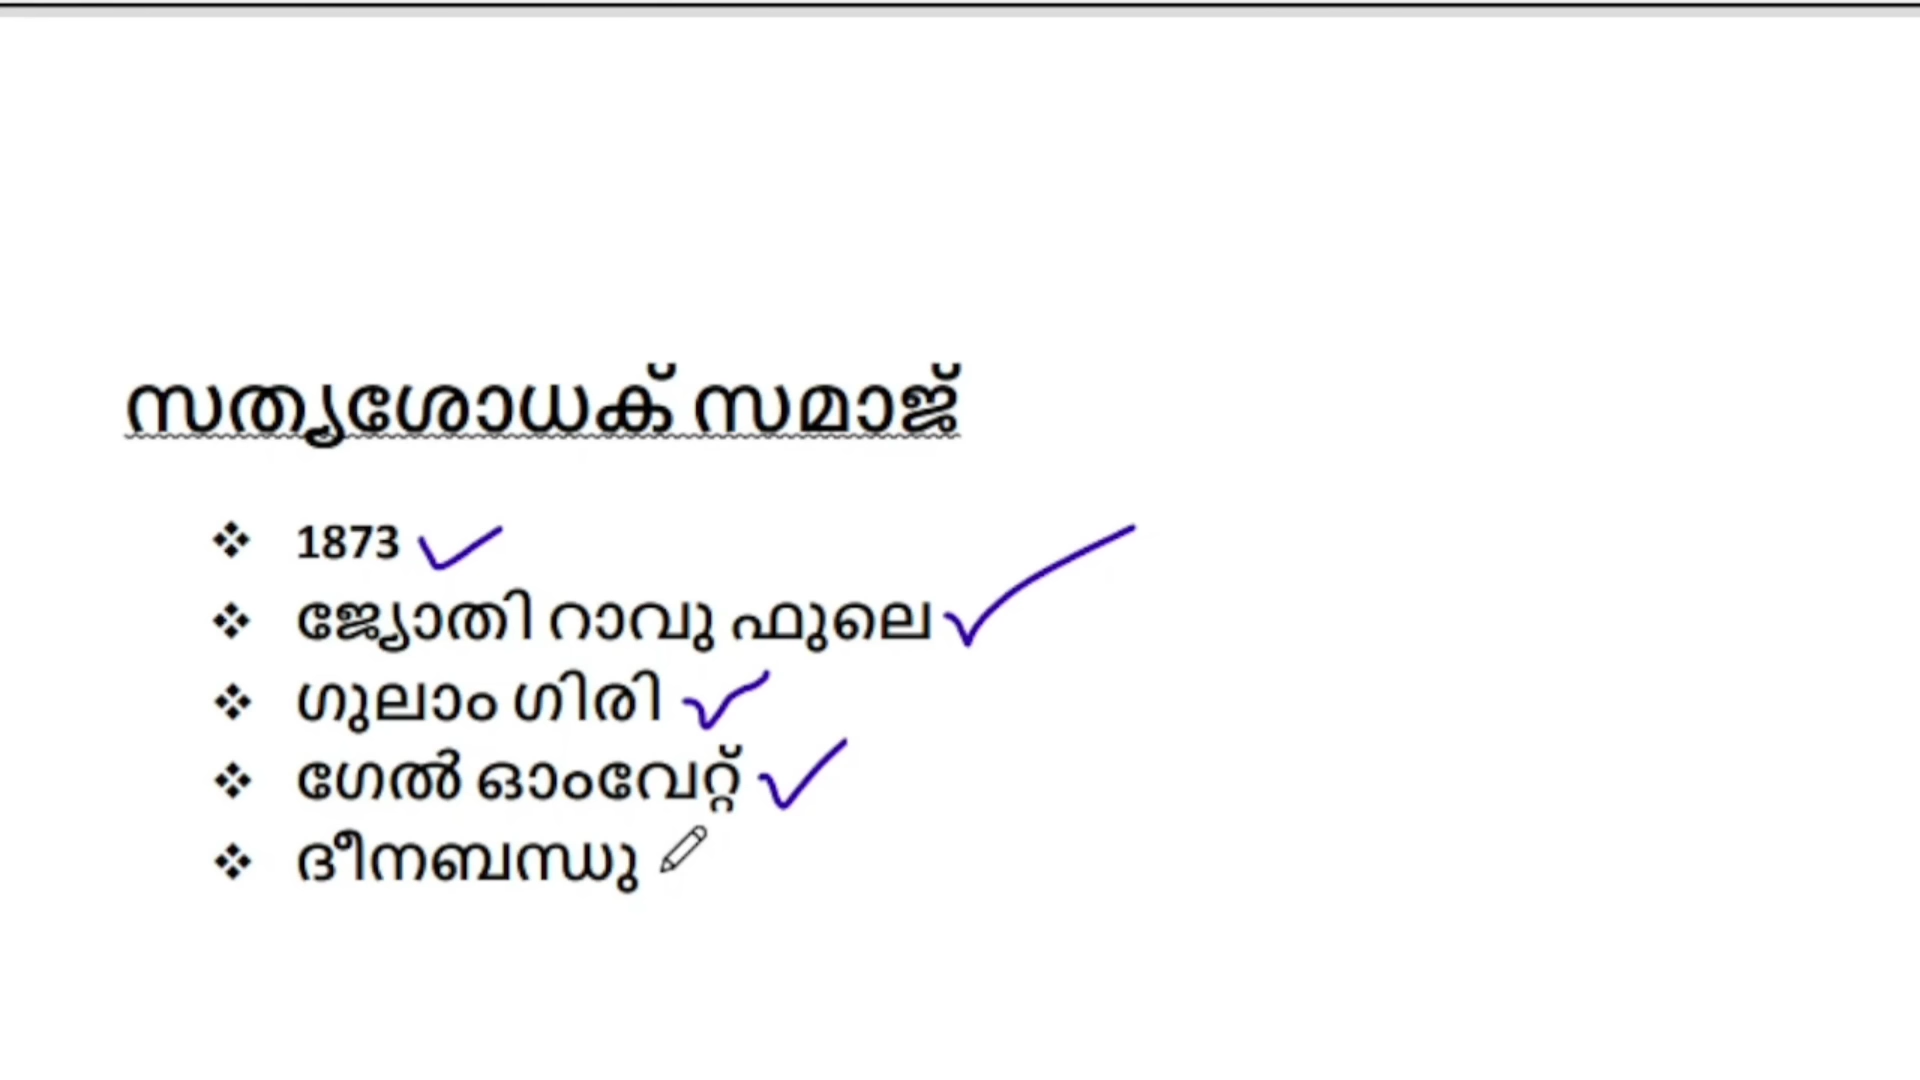 സത്യശോധക് സമാജ്
❖ 1873
❖ ജ്യോതി റാവു ഫുലെ
❖ ഗുലാം ഗിരി
❖ ഗേൽ ഓംവേറ്റ്
❖ ദീനബന്ധു